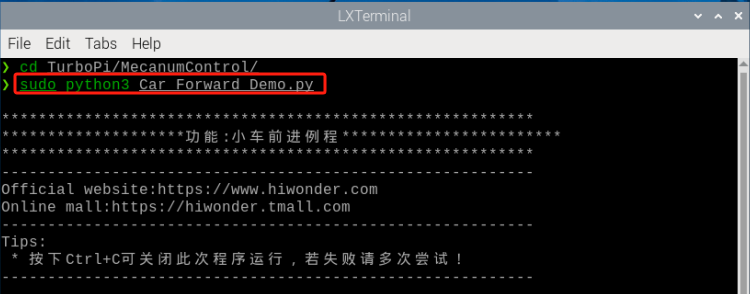 LXTerminal
File Edit Tabs Help
❯ cd TurboPi/MecanumControl/
❯ sudo python3 Car_Forward_Demo.py
**********************************************************
********************功能:小车前进例程************************
**********************************************************
----------------------------------------------------------
Official website:https://www.hiwonder.com
Online mall:https://hiwonder.tmall.com
----------------------------------------------------------
Tips:
* 按下Ctrl+C可关闭此次程序运行，若失败请多次尝试！
----------------------------------------------------------